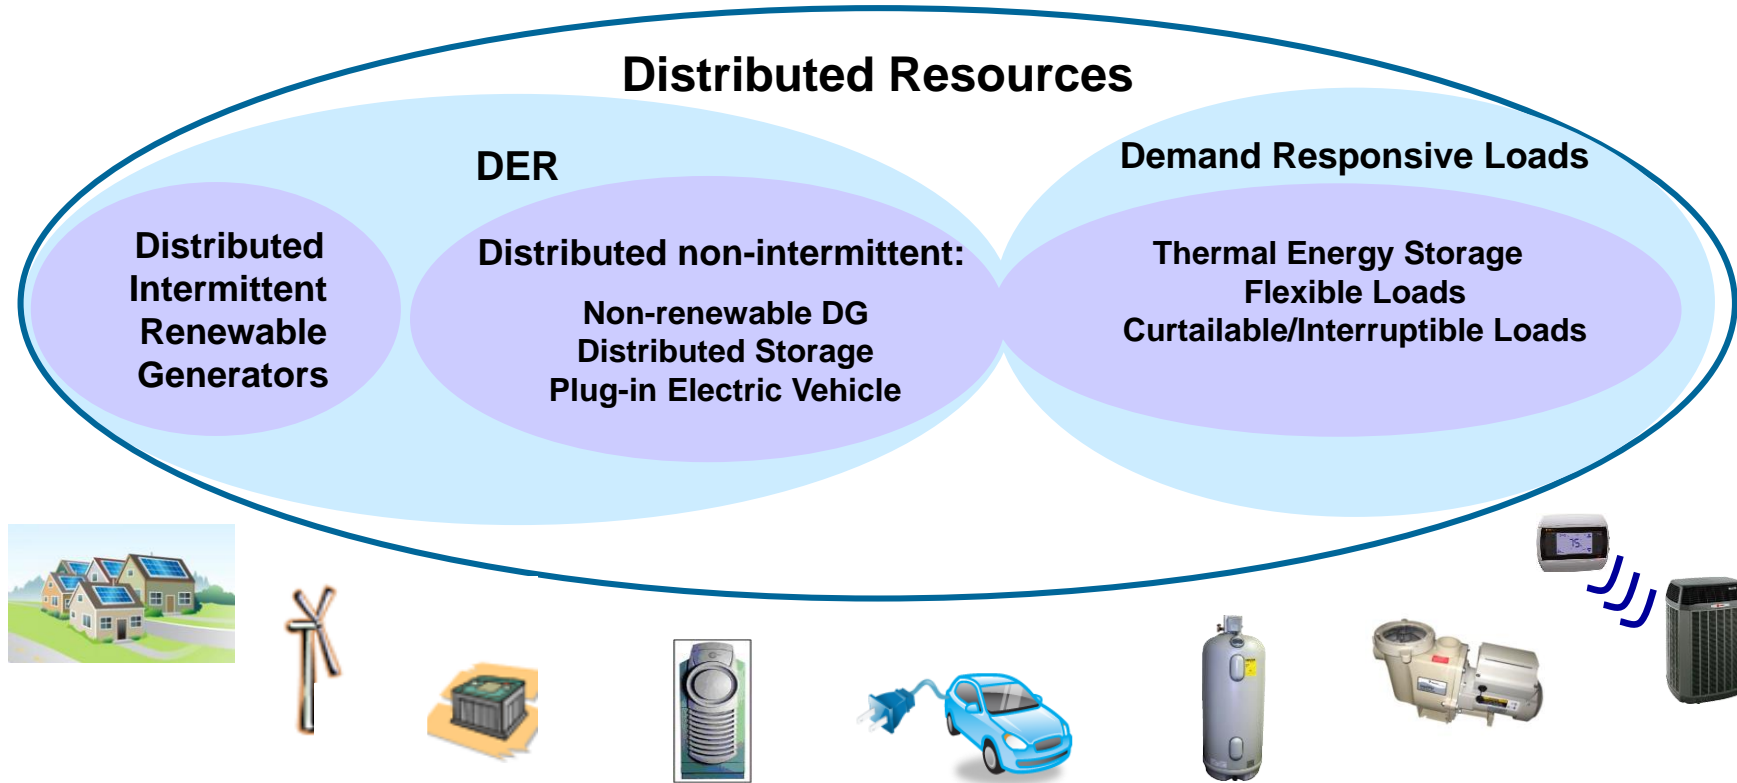 Distributed Resources
DER
Demand Responsive Loads
Distributed
Intermittent
Renewable
Generators
Distributed non-intermittent:
Non-renewable DG
Distributed Storage
Plug-in Electric Vehicle
Thermal Energy Storage
Flexible Loads
Curtailable/Interruptible Loads
75